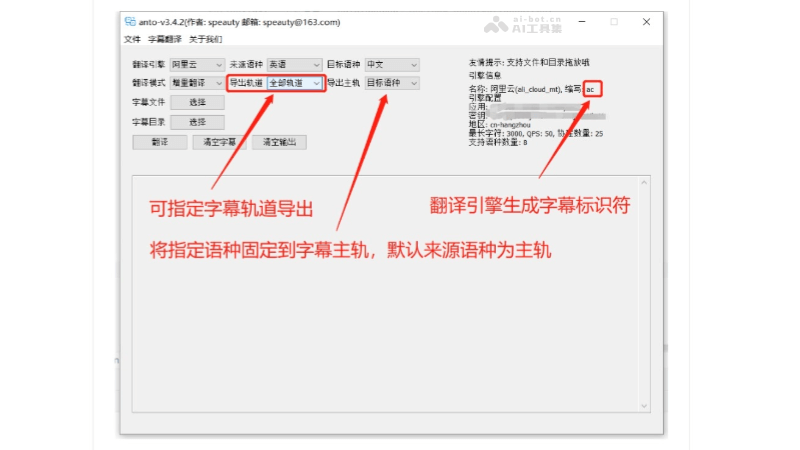 anto-v3.4.2(作者: speauty 邮箱: speauty@163.com)
ai-bot.cn
AI工具集
文件 字幕翻译 关于我们
翻译引擎 阿里云 来源语种 英语 目标语种 中文
翻译模式 增量翻译 导出轨道 全部轨道 导出主轨 目标语种
字幕文件 选择
字幕目录 选择
翻译 清空字幕 清空输出
友情提示: 支持文件和目录拖放哦
引擎信息
名称: 阿里云(ali_cloud_mt), 缩写: ac
引擎配置
应用:
密钥:
地区: cn-hangzhou
最长字符: 3000, QPS: 50, 协程数量: 25
支持语种数量: 8
可指定字幕轨道导出
翻译引擎生成字幕标识符
将指定语种固定到字幕主轨，默认来源语种为主轨